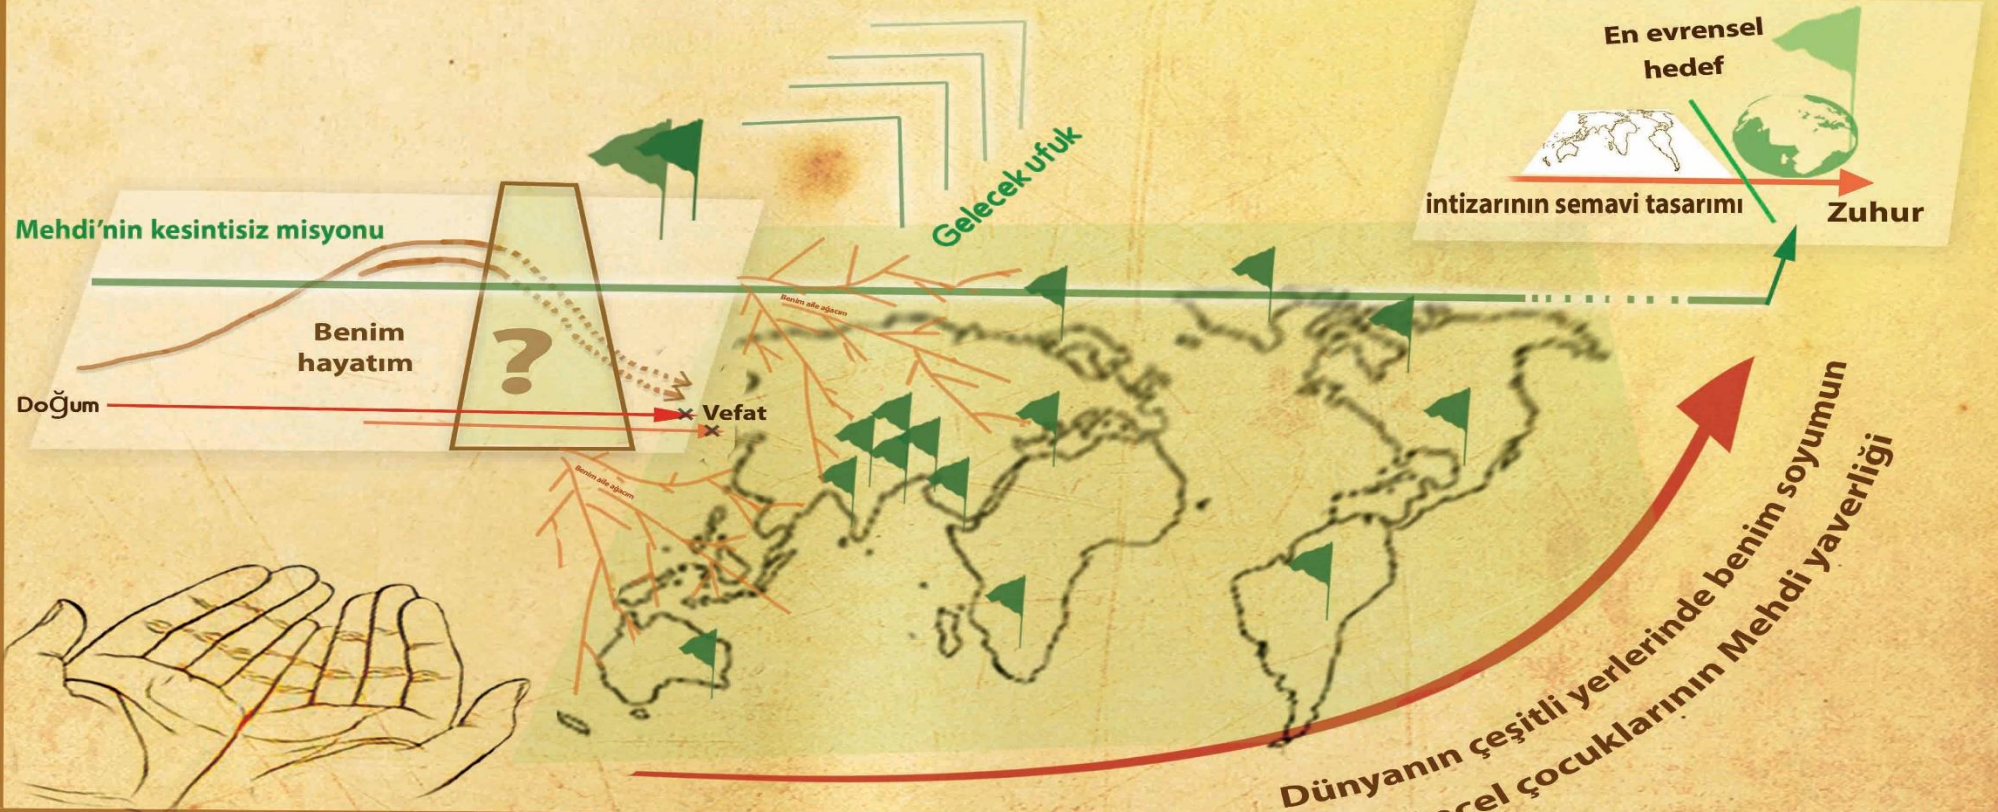 En evrensel
hedef
intizarının semavi tasarımı
Zuhur
Gelecek ufuk
Mehdi'nin kesintisiz misyonu
Benim
hayatım
?
Doğum
Vefat
Benim aile ağacım
Benim aile ağacım
Dünyanın çeşitli yerlerinde benim soyumun
çocuklarının Mehdi yaverliği